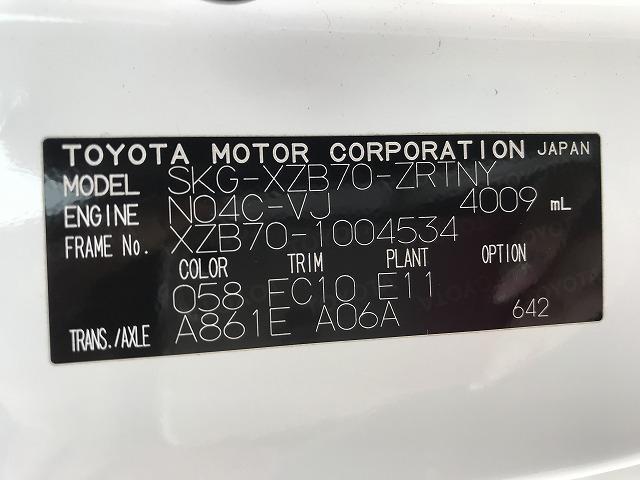 TOYOTA MOTOR CORPORATION JAPAN
MODEL SKG-XZB70-ZRTNY
ENGINE N04C-VJ 4009 mL
FRAME No. XZB70-1004534
COLOR TRIM PLANT OPTION
058 FC10 E11
TRANS./AXLE A861E A06A 642